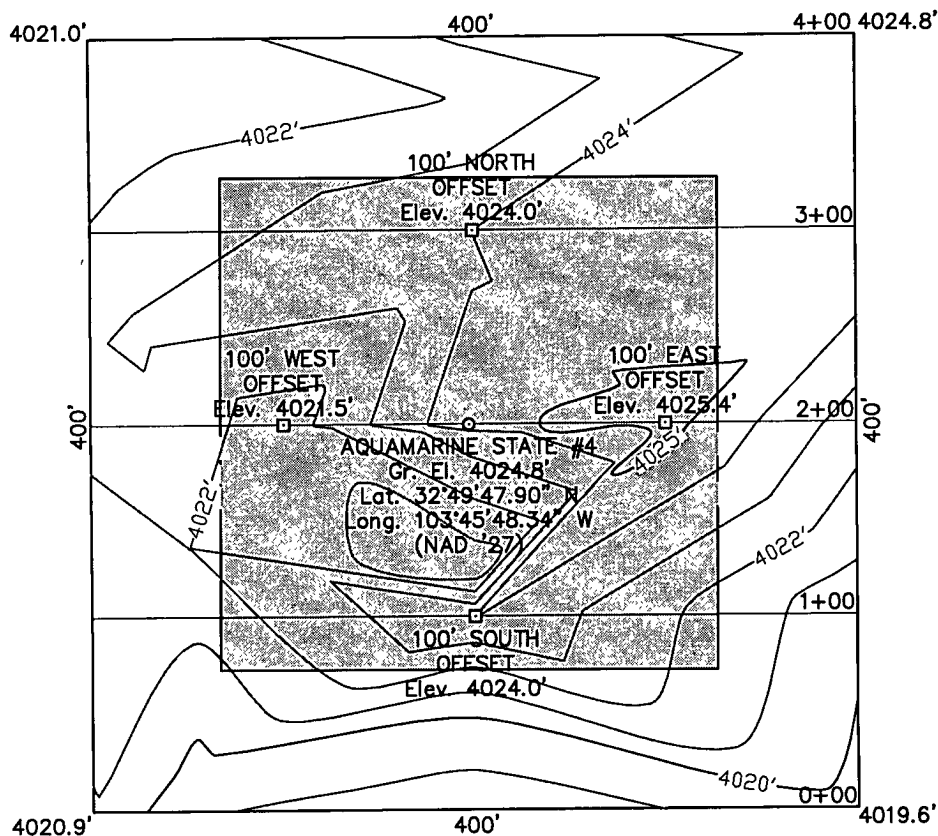 4021.0'
400'
4+00 4024.8'
4022'
4024'
100' NORTH
OFFSET
Elev. 4024.0'
3+00
100' WEST
OFFSET
Elev. 4021.5'
100' EAST
OFFSET
Elev. 4025.4'
400'
2+00
400'
AQUAMARINE STATE #4
Gr. El. 4024.8'
Lat. 32°49'47.90" N
Long. 103°45'48.34" W
(NAD '27)
4025'
4022'
4022'
1+00
100' SOUTH
OFFSET
Elev. 4024.0'
4020'
0+00
4020.9'
400'
4019.6'